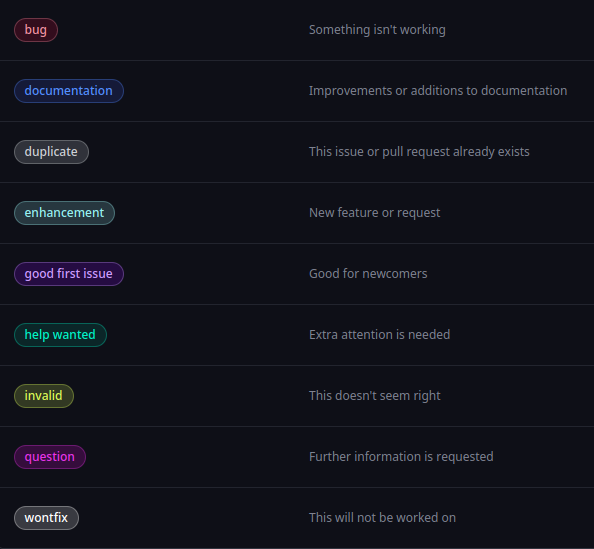 bug Something isn't working
documentation Improvements or additions to documentation
duplicate This issue or pull request already exists
enhancement New feature or request
good first issue Good for newcomers
help wanted Extra attention is needed
invalid This doesn't seem right
question Further information is requested
wontfix This will not be worked on